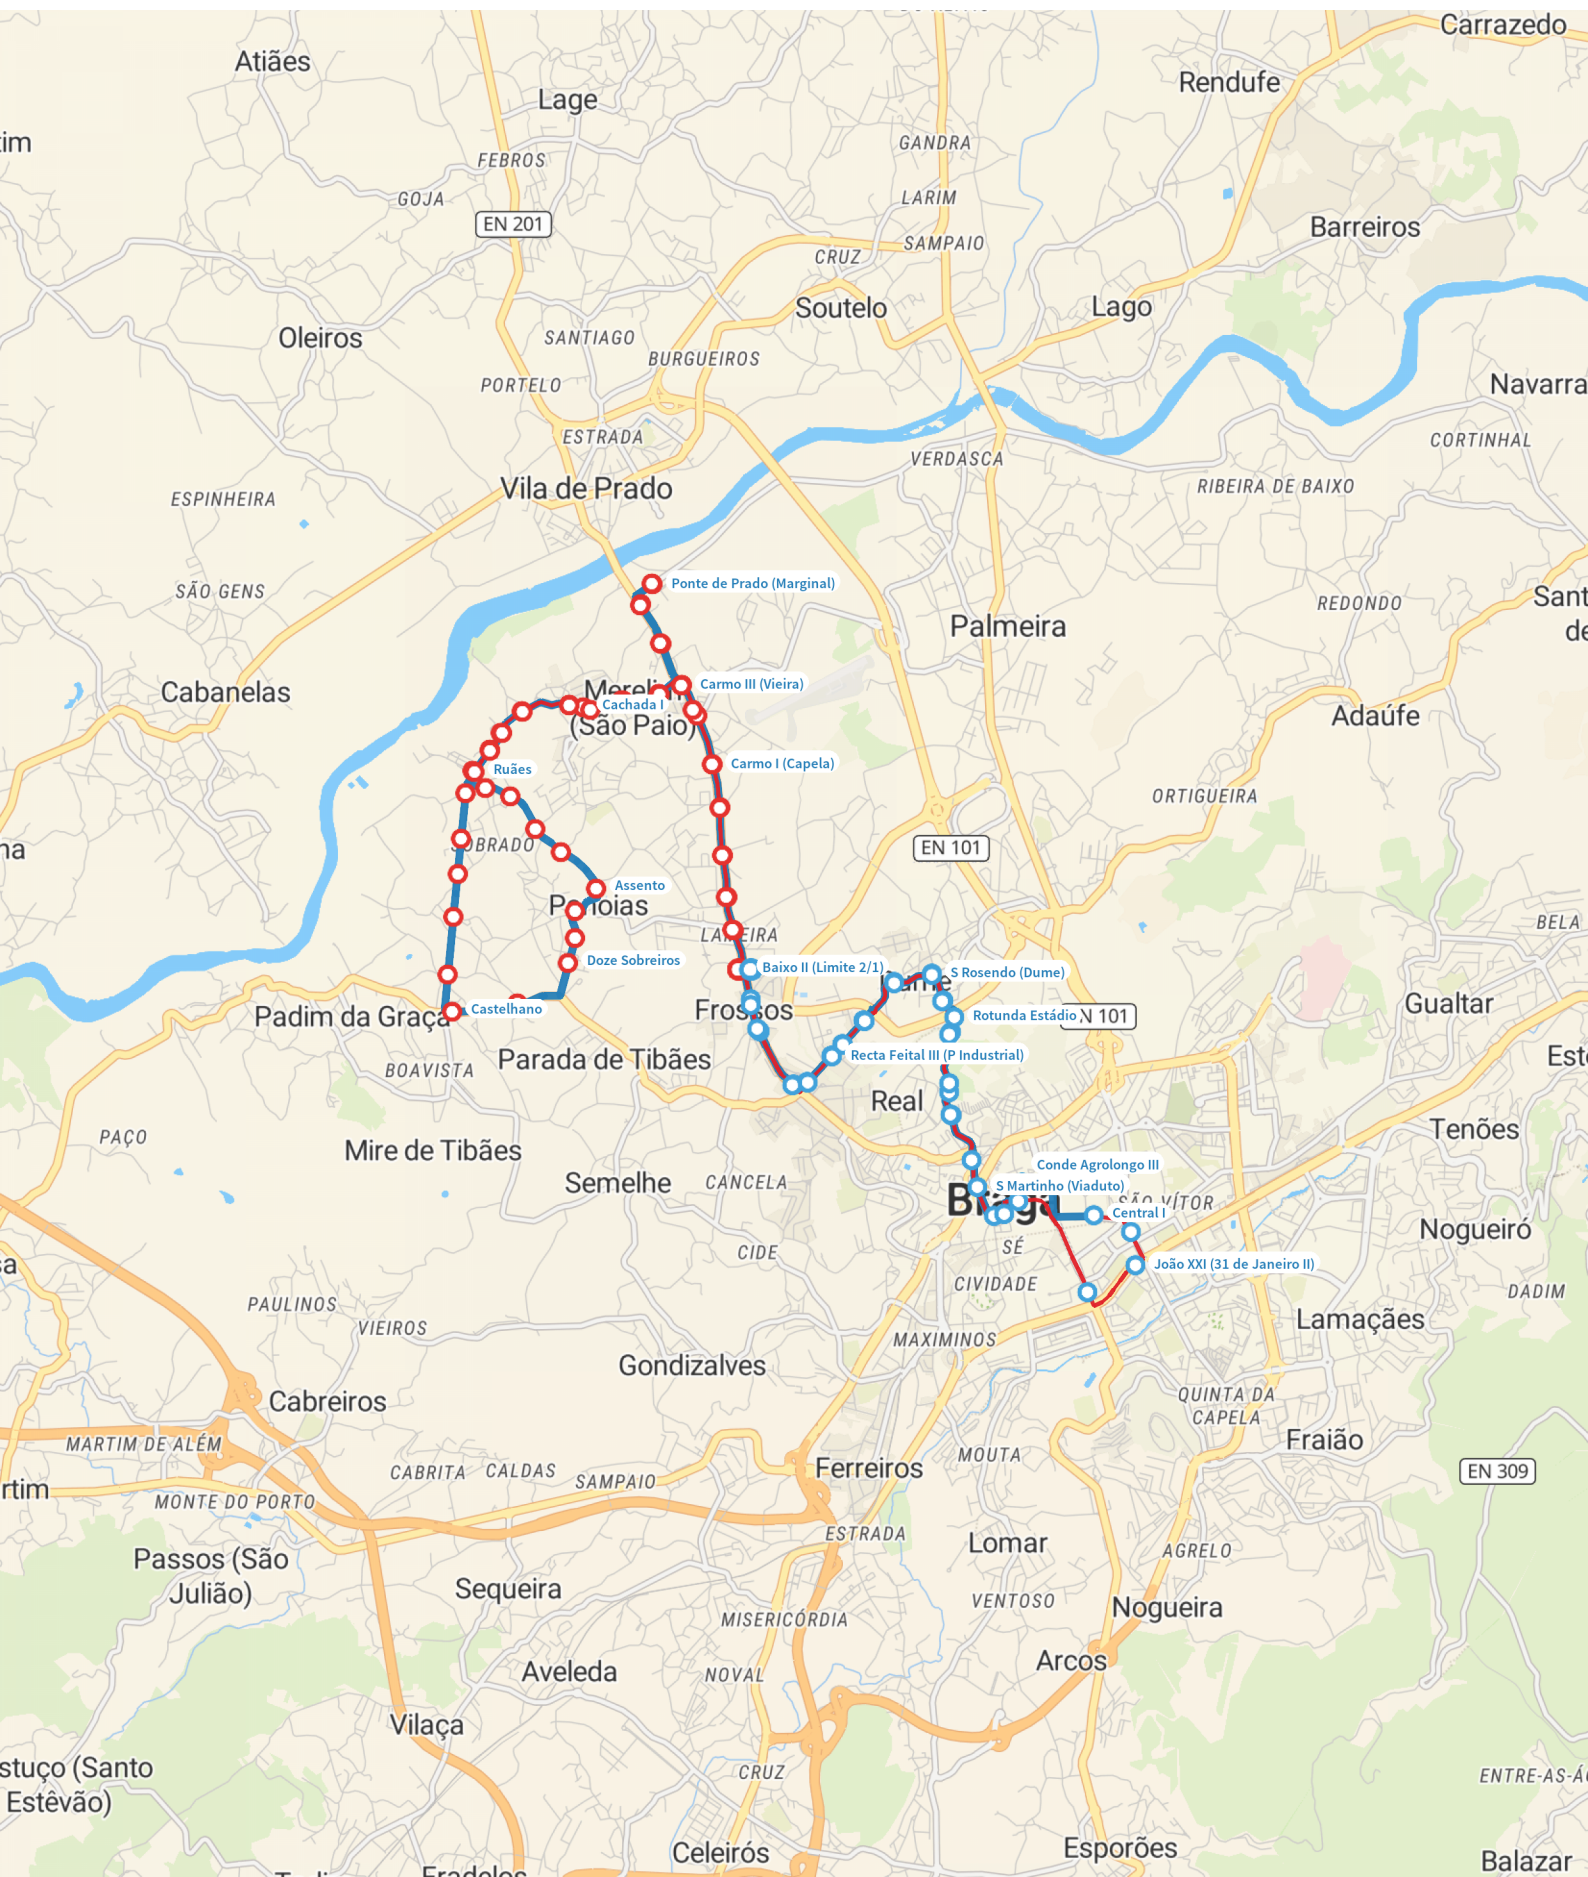 Carrazedo
Atiães
Rendufe
Lage
GANDRA
FEBROS
GOJA
LARIM
EN 201
Barreiros
SAMPAIO
CRUZ
Lago
Soutelo
Oleiros
SANTIAGO
BURGUEIROS
PORTELO
Navarra
ESTRADA
CORTINHAL
VERDASCA
Vila de Prado
RIBEIRA DE BAIXO
ESPINHEIRA
Ponte de Prado (Marginal)
SÃO GENS
REDONDO
Palmeira
Carmo III (Vieira)
Cabanelas
Cachada I
(São Paio)
Adaúfe
Carmo I (Capela)
Ruães
ORTIGUEIRA
EN 101
Assento
BELA
Doze Sobreiros
Baixo II (Limite 2/1)
S Rosendo (Dume)
Gualtar
Castelhano
Frossos
Padim da Graça
Rotunda Estádio
Recta Feital III (P Industrial)
Parada de Tibães
BOAVISTA
Real
PAÇO
Tenões
Mire de Tibães
Conde Agrolongo III
Semelhe
CANCELA
S Martinho (Viaduto)
Braga
SÃO VÍTOR
Central I
Nogueiró
SÉ
CIDE
João XXI (31 de Janeiro II)
CIVIDADE
DADIM
PAULINOS
VIEIROS
Lamaçães
MAXIMINOS
Gondizalves
Cabreiros
QUINTA DA
CAPELA
MARTIM DE ALÉM
Fraião
MOUTA
CABRITA
CALDAS
SAMPAIO
Ferreiros
EN 309
MONTE DO PORTO
ESTRADA
Lomar
AGRELO
Passos (São
Julião)
Sequeira
VENTOSO
Nogueira
MISERICÓRDIA
Arcos
Aveleda
NOVAL
Vilaça
CRUZ
Estêvão)
Esporões
Celeirós
Balazar